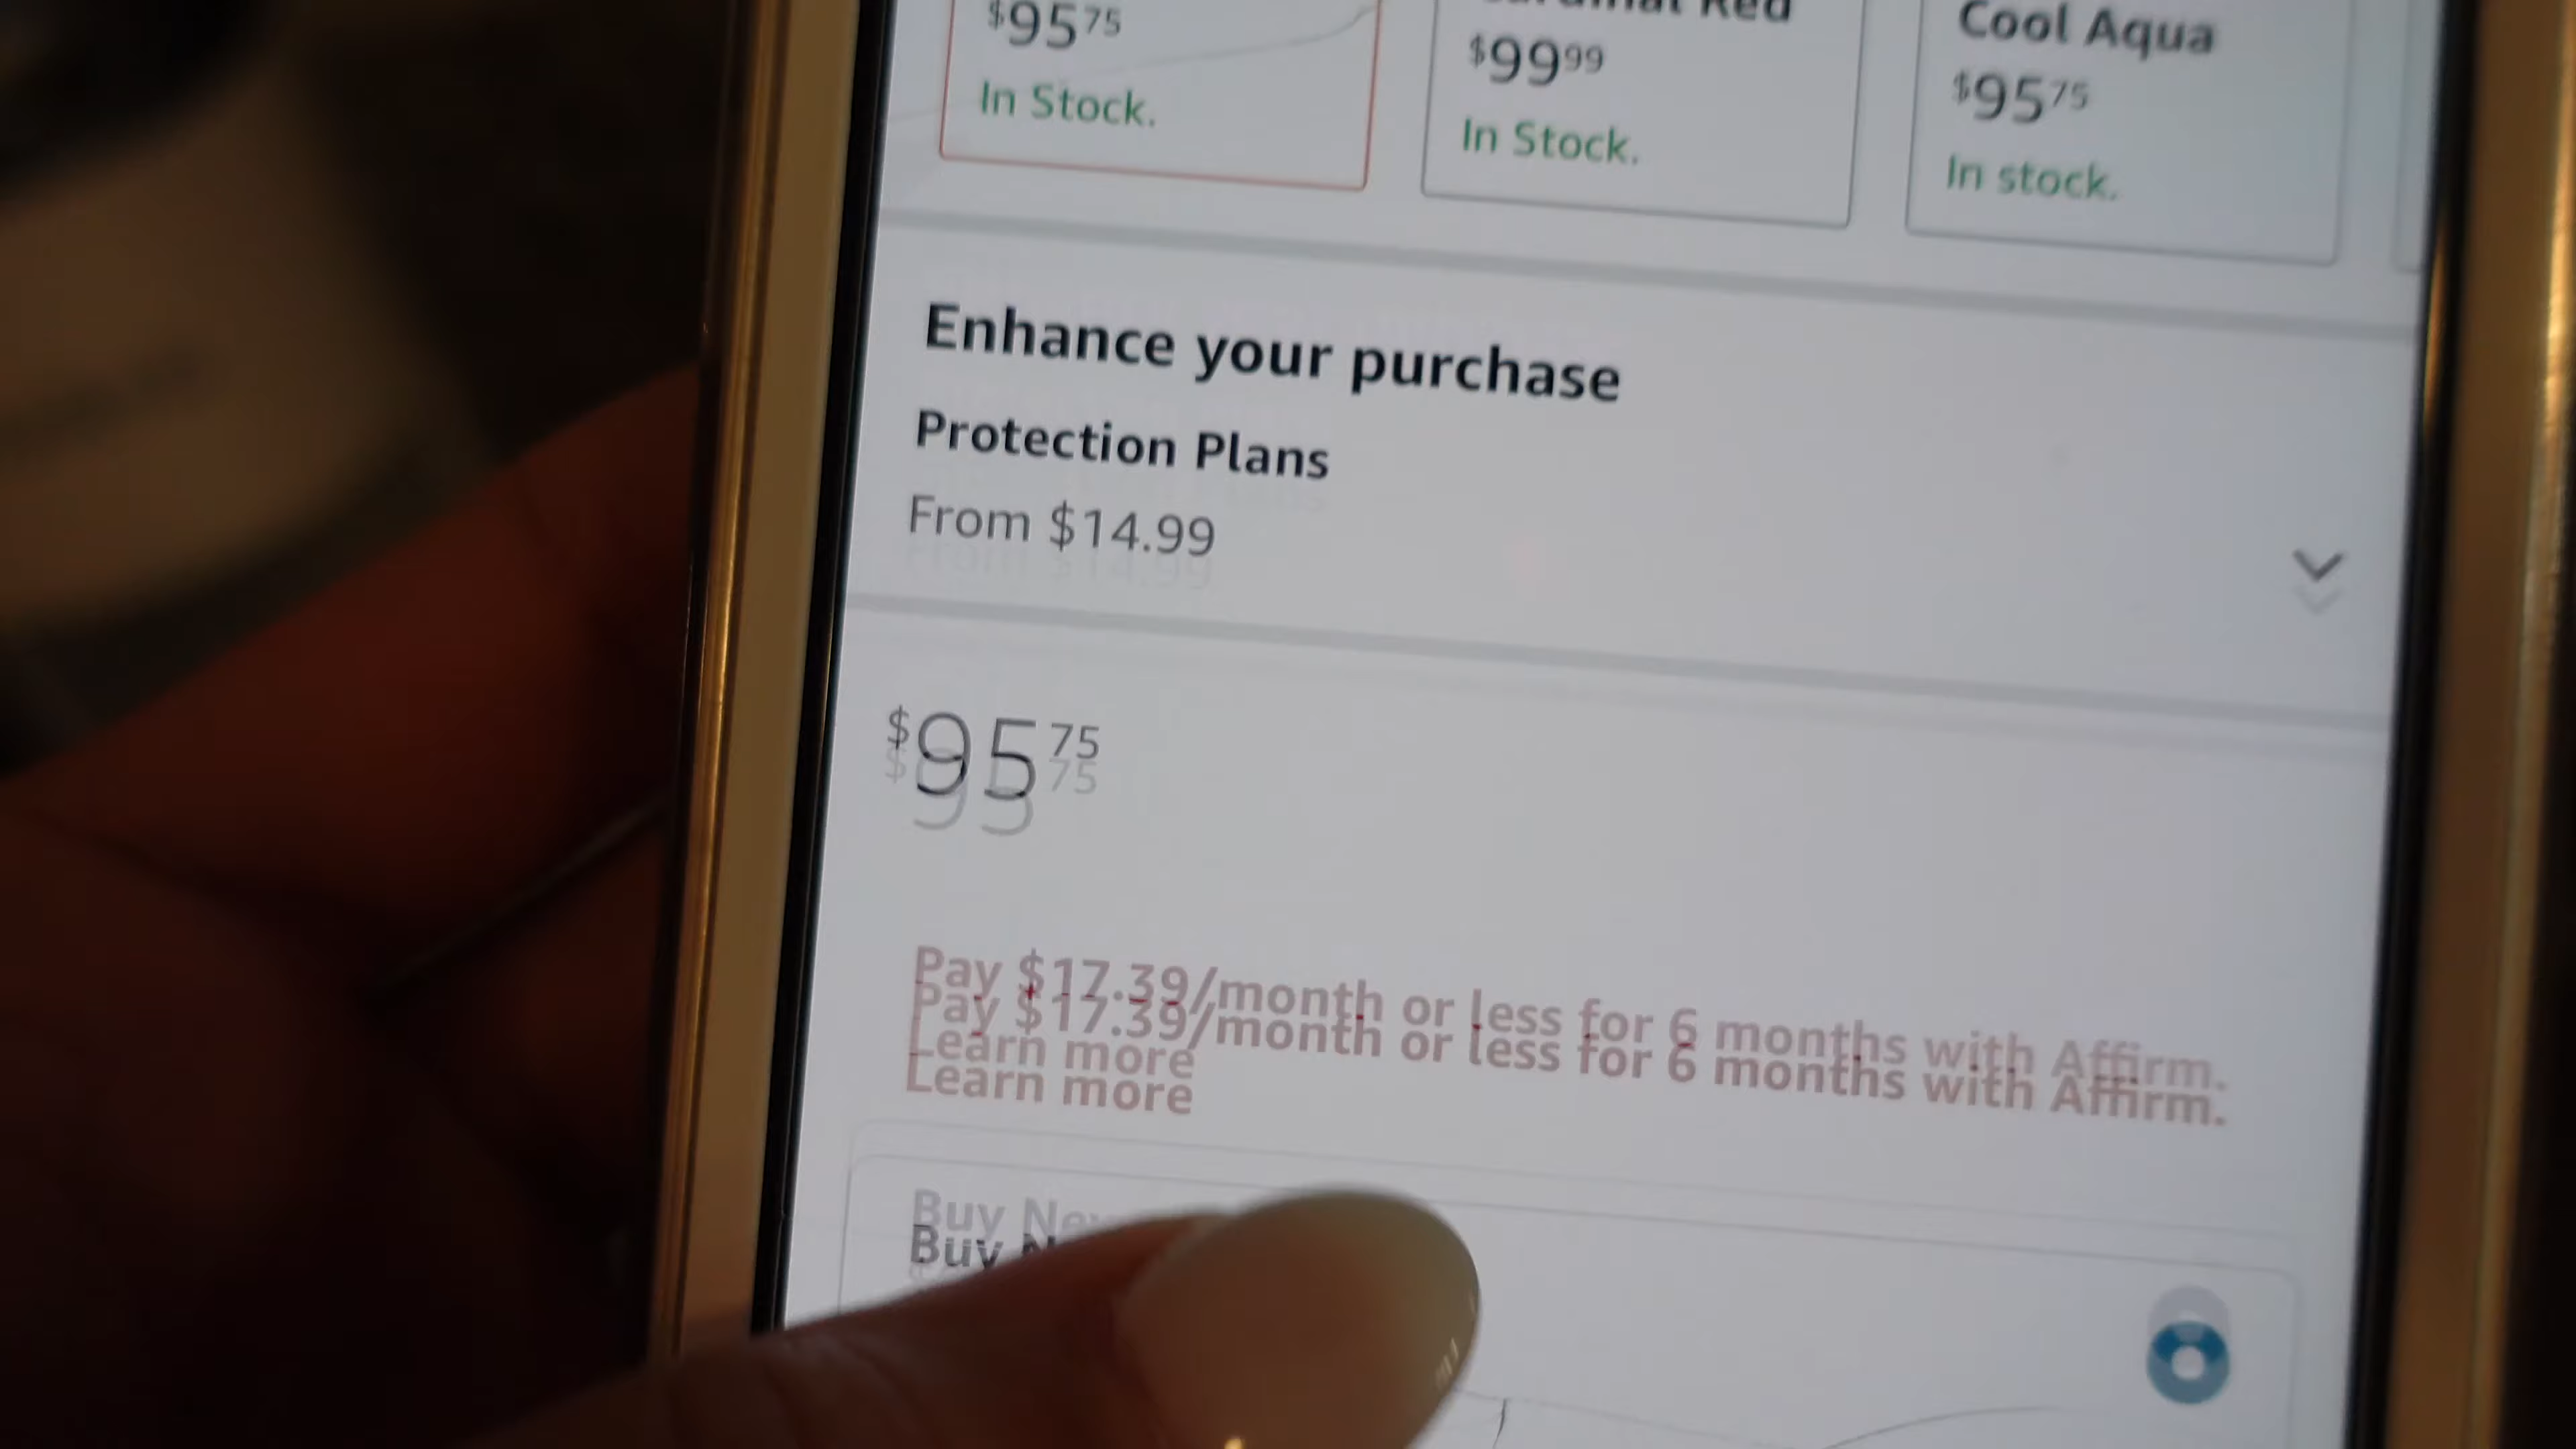 $95 75
In Stock.
Red
$99 99
In Stock.
Cool Aqua
$95 75
In stock.
Enhance your purchase
Protection Plans
From $14.99
$95 75
Pay $17.39/month or less for 6 months with Affirm.
Learn more
Buy